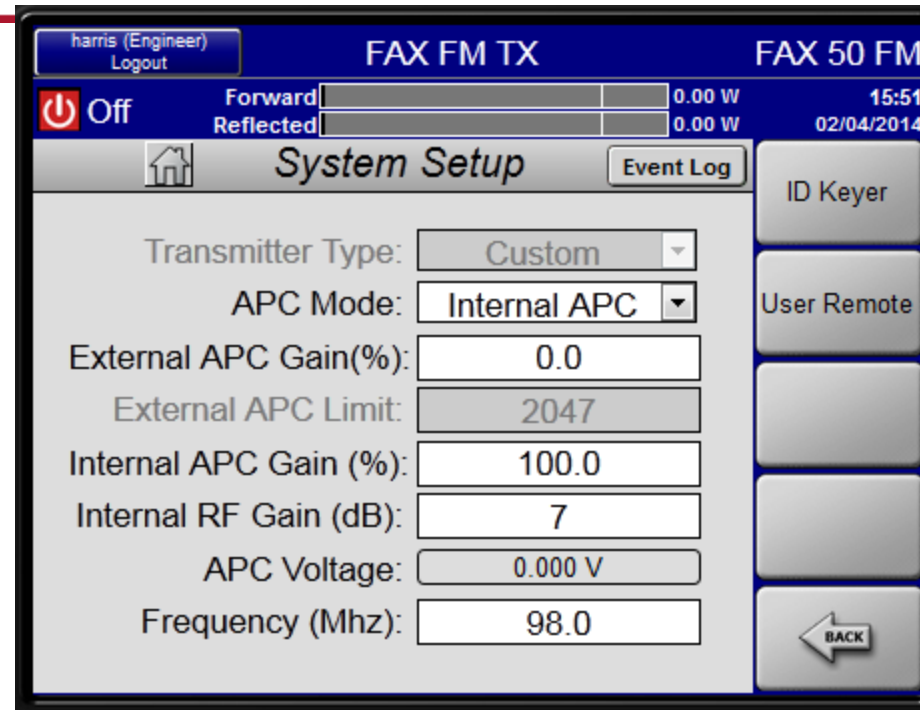 harris (Engineer)
Logout
FAX FM TX
FAX 50 FM
Off
Forward
0.00 W
15:51
Reflected
0.00 W
02/04/2014
System Setup
Event Log
ID Keyer
Transmitter Type:
Custom
APC Mode:
Internal APC
User Remote
External APC Gain(%):
0.0
External APC Limit:
2047
Internal APC Gain (%):
100.0
Internal RF Gain (dB):
7
APC Voltage:
0.000 V
Frequency (Mhz):
98.0
BACK